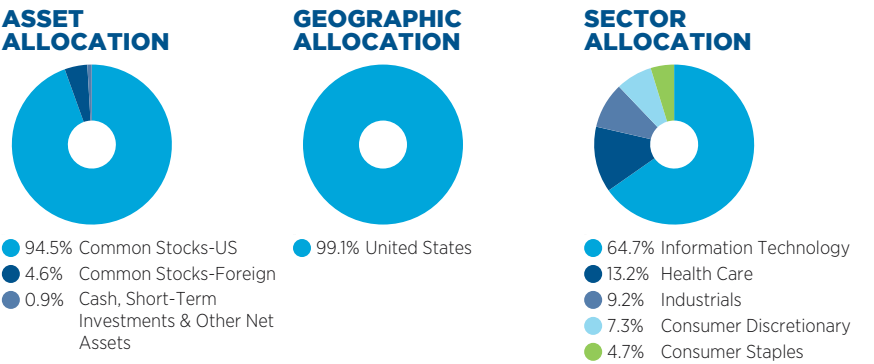 ASSET
ALLOCATION
94.5% Common Stocks-US
4.6% Common Stocks-Foreign
0.9% Cash, Short-Term
Investments & Other Net
Assets
GEOGRAPHIC
ALLOCATION
99.1% United States
SECTOR
ALLOCATION
64.7% Information Technology
13.2% Health Care
9.2% Industrials
7.3% Consumer Discretionary
4.7% Consumer Staples